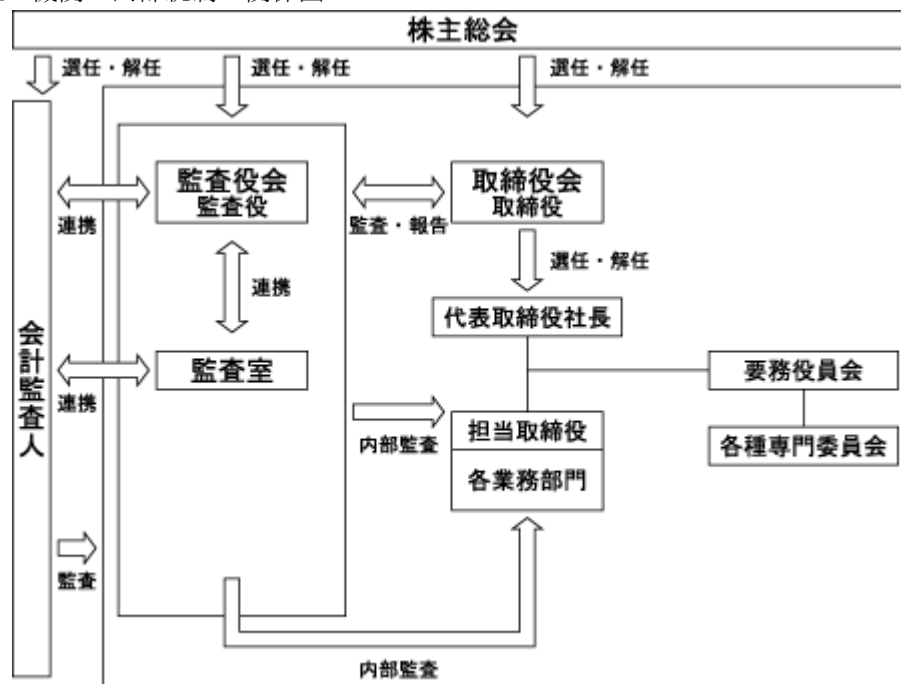 株主総会
選任・解任
選任・解任
選任・解任
監査役会
監査役
取締役会
取締役
連携
監査・報告
選任・解任
連携
代表取締役社長
会計監査人
監査室
要務役員会
連携
内部監査
担当取締役
各種専門委員会
各業務部門
監査
内部監査